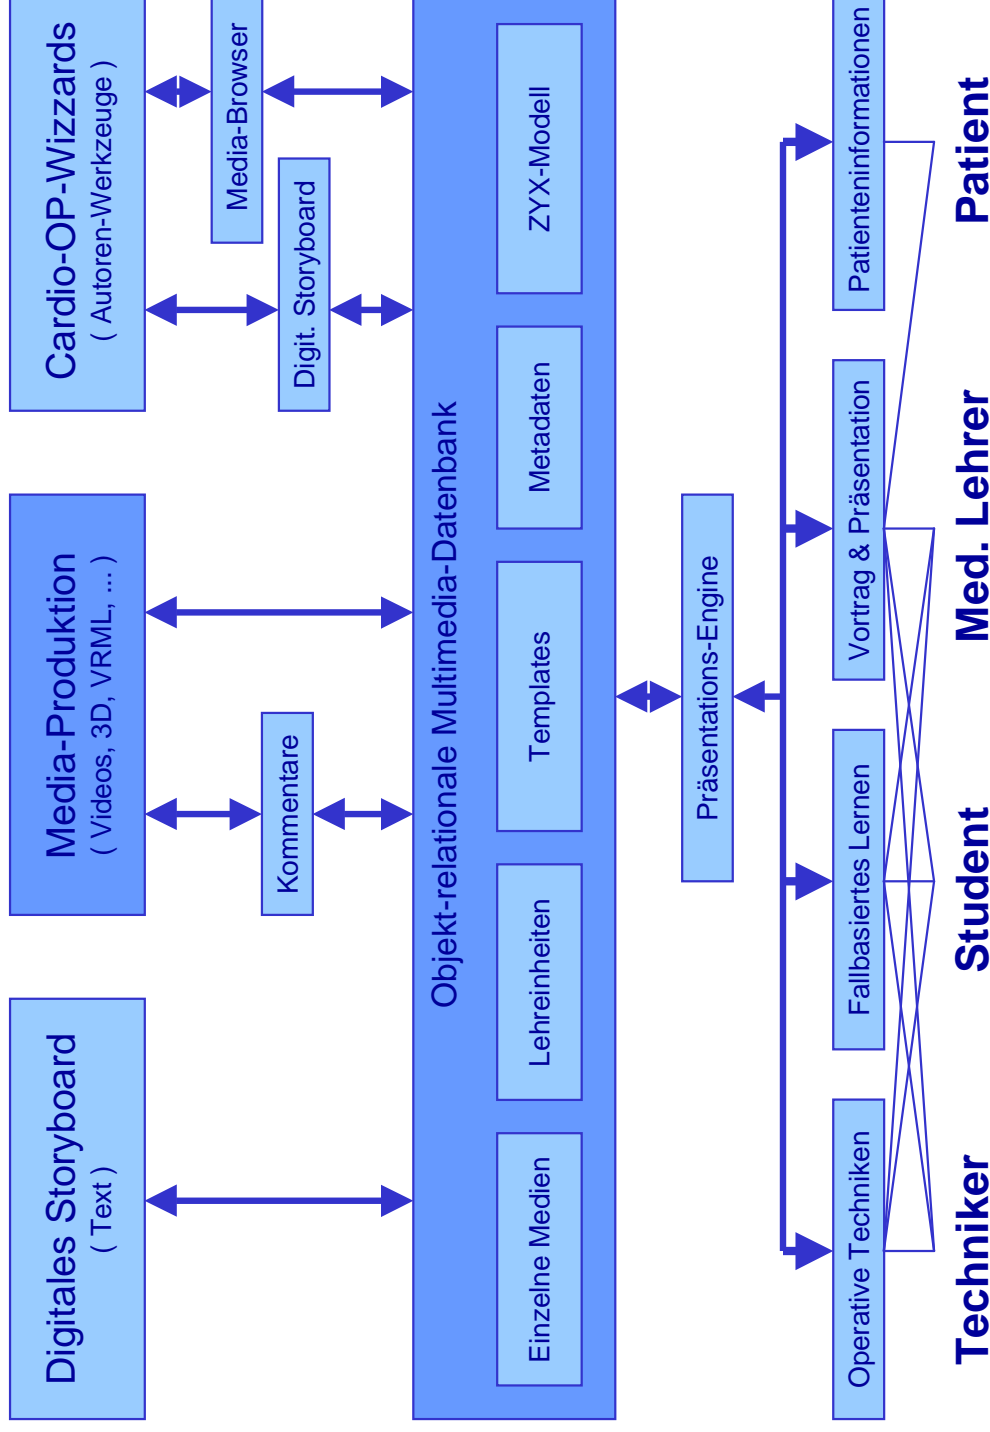 Digitales Storyboard
( Text )
Media-Produktion
( Videos, 3D, VRML, ... )
Cardio-OP-Wizzards
( Autoren-Werkzeuge )
Kommentare
Digit. Storyboard
Media-Browser
Objekt-relationale Multimedia-Datenbank
Einzelne Medien
Lehreinheiten
Templates
Metadaten
ZYX-Modell
Präsentations-Engine
Operative Techniken
Fallbasiertes Lernen
Vortrag & Präsentation
Patienteninformationen
Techniker
Student
Med. Lehrer
Patient